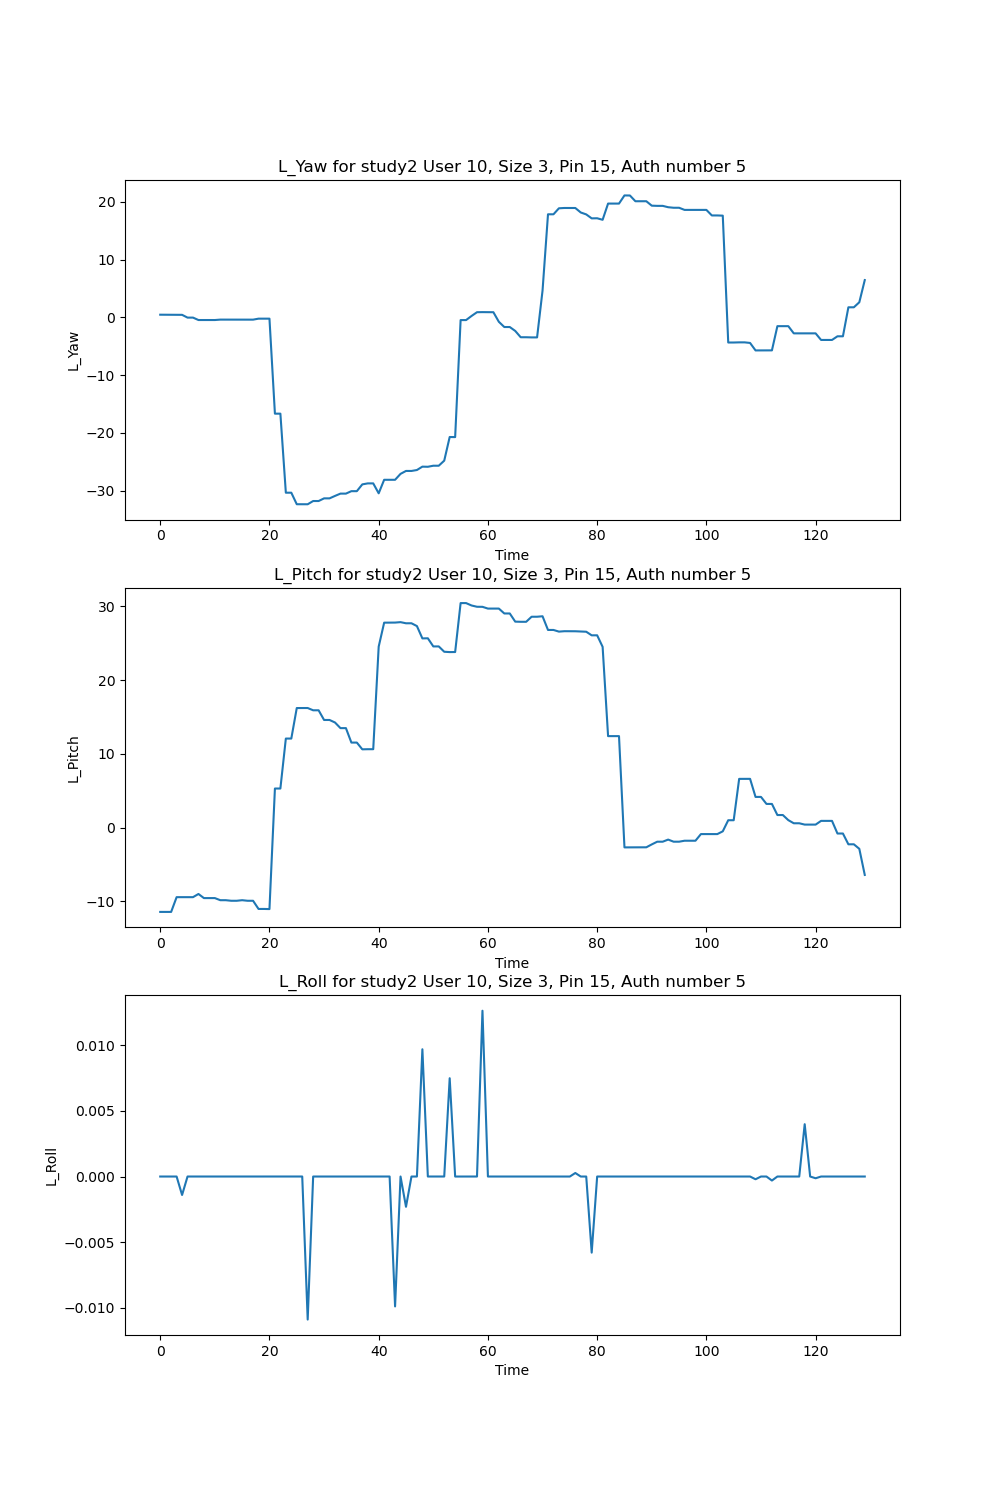 L_Yaw for study2 User 10, Size 3, Pin 15, Auth number 5
20
10
0
−10
−20
−30
L_Yaw
0 20 40 60 80 100 120
Time
L_Pitch for study2 User 10, Size 3, Pin 15, Auth number 5
30
20
10
0
−10
L_Pitch
0 20 40 60 80 100 120
Time
L_Roll for study2 User 10, Size 3, Pin 15, Auth number 5
0.010
0.005
0.000
−0.005
−0.010
L_Roll
0 20 40 60 80 100 120
Time